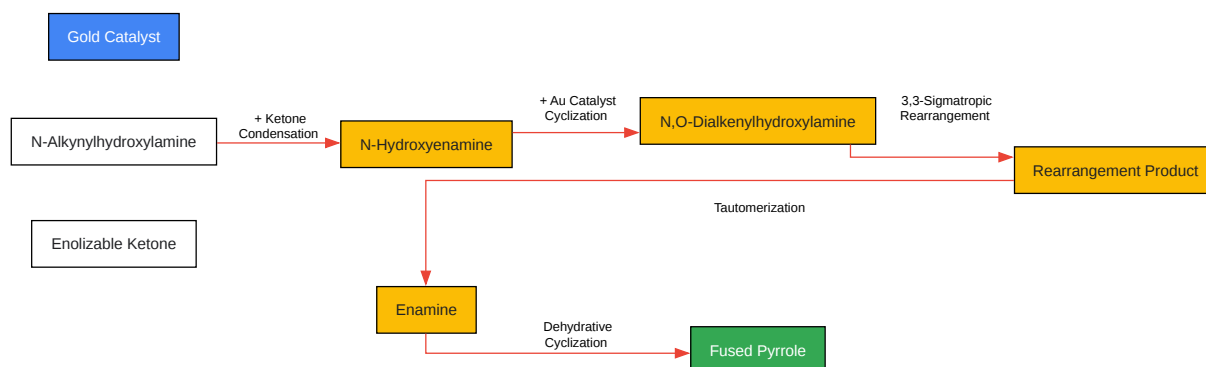 Gold Catalyst
N-Alkynylhydroxylamine
+ Ketone
Condensation
N-Hydroxyenamine
+ Au Catalyst
Cyclization
N,O-Dialkenylhydroxylamine
3,3-Sigmatropic
Rearrangement
Rearrangement Product
Enolizable Ketone
Tautomerization
Enamine
Dehydrative
Cyclization
Fused Pyrrole